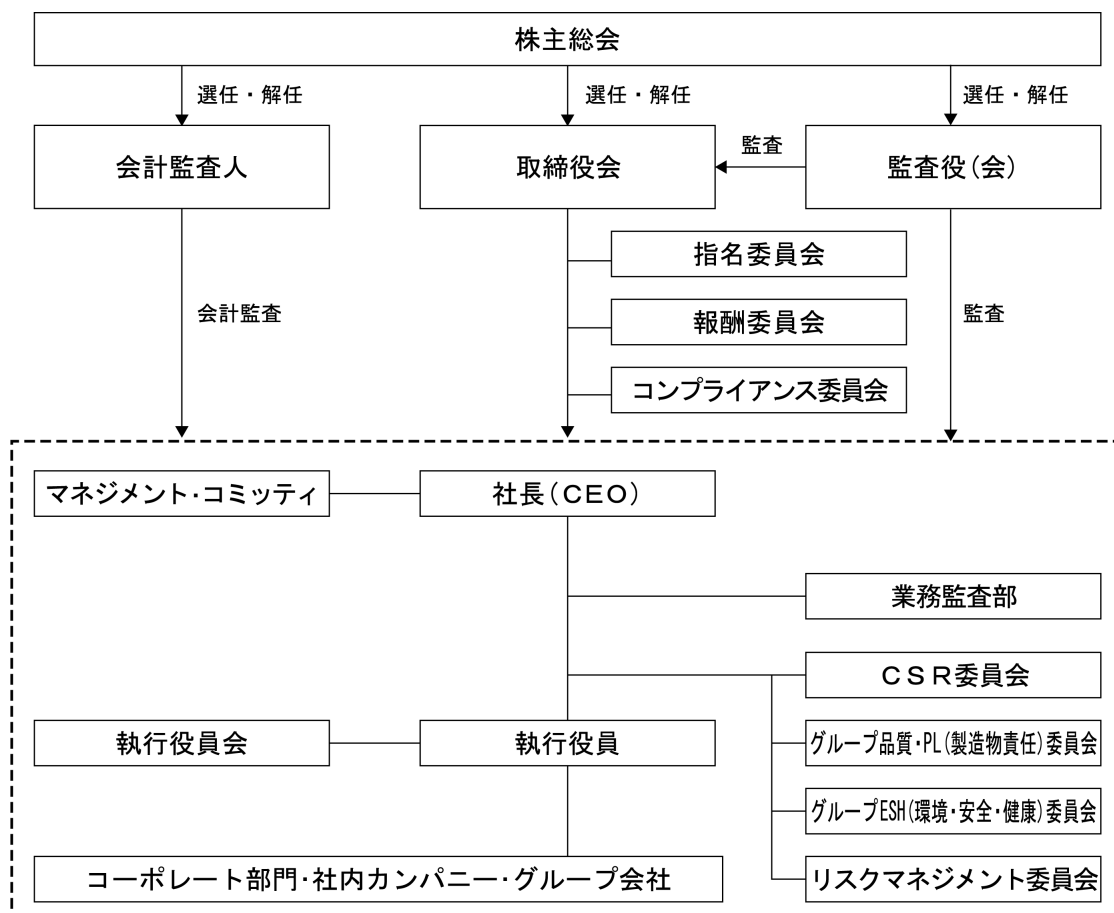 株主総会
選任・解任
選任・解任
選任・解任
会計監査人
取締役会
監査
監査役(会)
指名委員会
会計監査
報酬委員会
監査
コンプライアンス委員会
マネジメント・コミッティ
社長(CEO)
業務監査部
CSR委員会
執行役員会
執行役員
グループ品質・PL(製造物責任)委員会
グループESH(環境・安全・健康)委員会
コーポレート部門・社内カンパニー・グループ会社
リスクマネジメント委員会